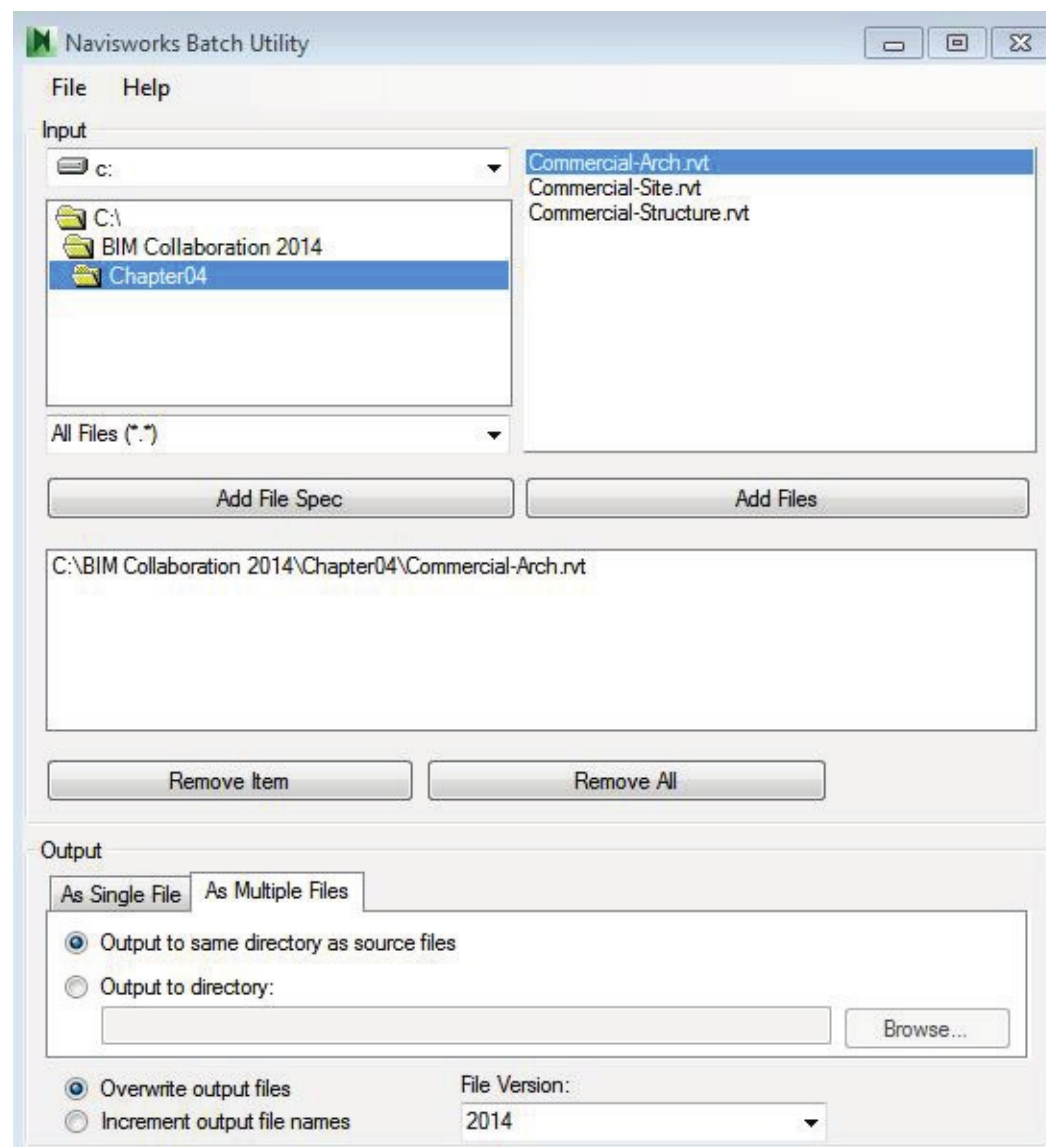 Navisworks Batch Utility
File Help
Input
c:
C:\
BIM Collaboration 2014
Chapter04
All Files (*.*)
Commercial-Arch.rvt
Commercial-Site.rvt
Commercial-Structure.rvt
Add File Spec
Add Files
C:\BIM Collaboration 2014\Chapter04\Commercial-Arch.rvt
Remove Item
Remove All
Output
As Single File
As Multiple Files
Output to same directory as source files
Output to directory:
Browse...
Overwrite output files
Increment output file names
File Version:
2014